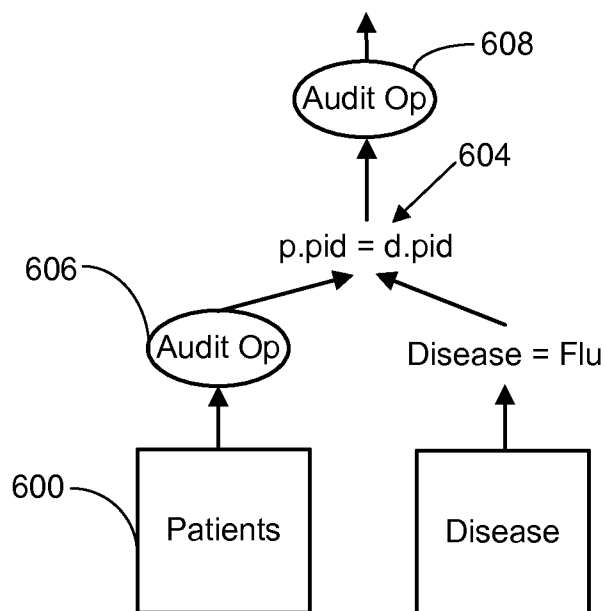 608
Audit Op
604
p.pid = d.pid
606
Audit Op
Disease = Flu
600
Patients
Disease